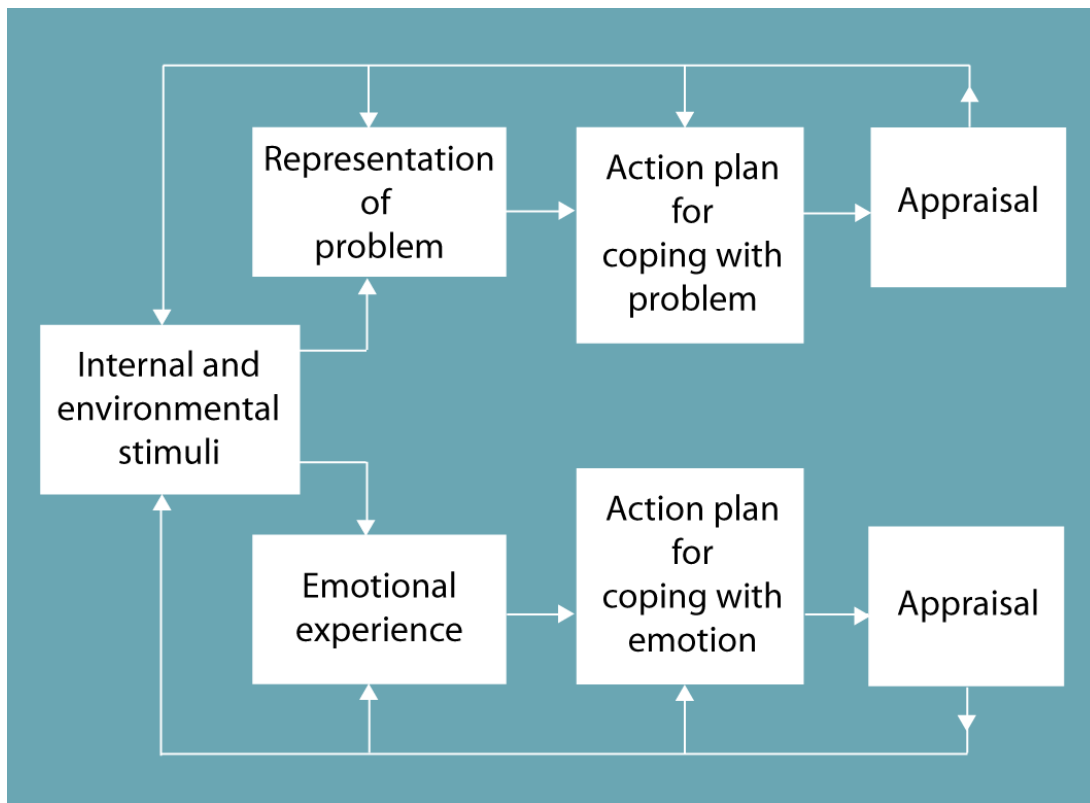 Representation
of
problem
Action plan
for
coping with
problem
Appraisal
Internal and
environmental
stimuli
Emotional
experience
Action plan
for
coping with
emotion
Appraisal